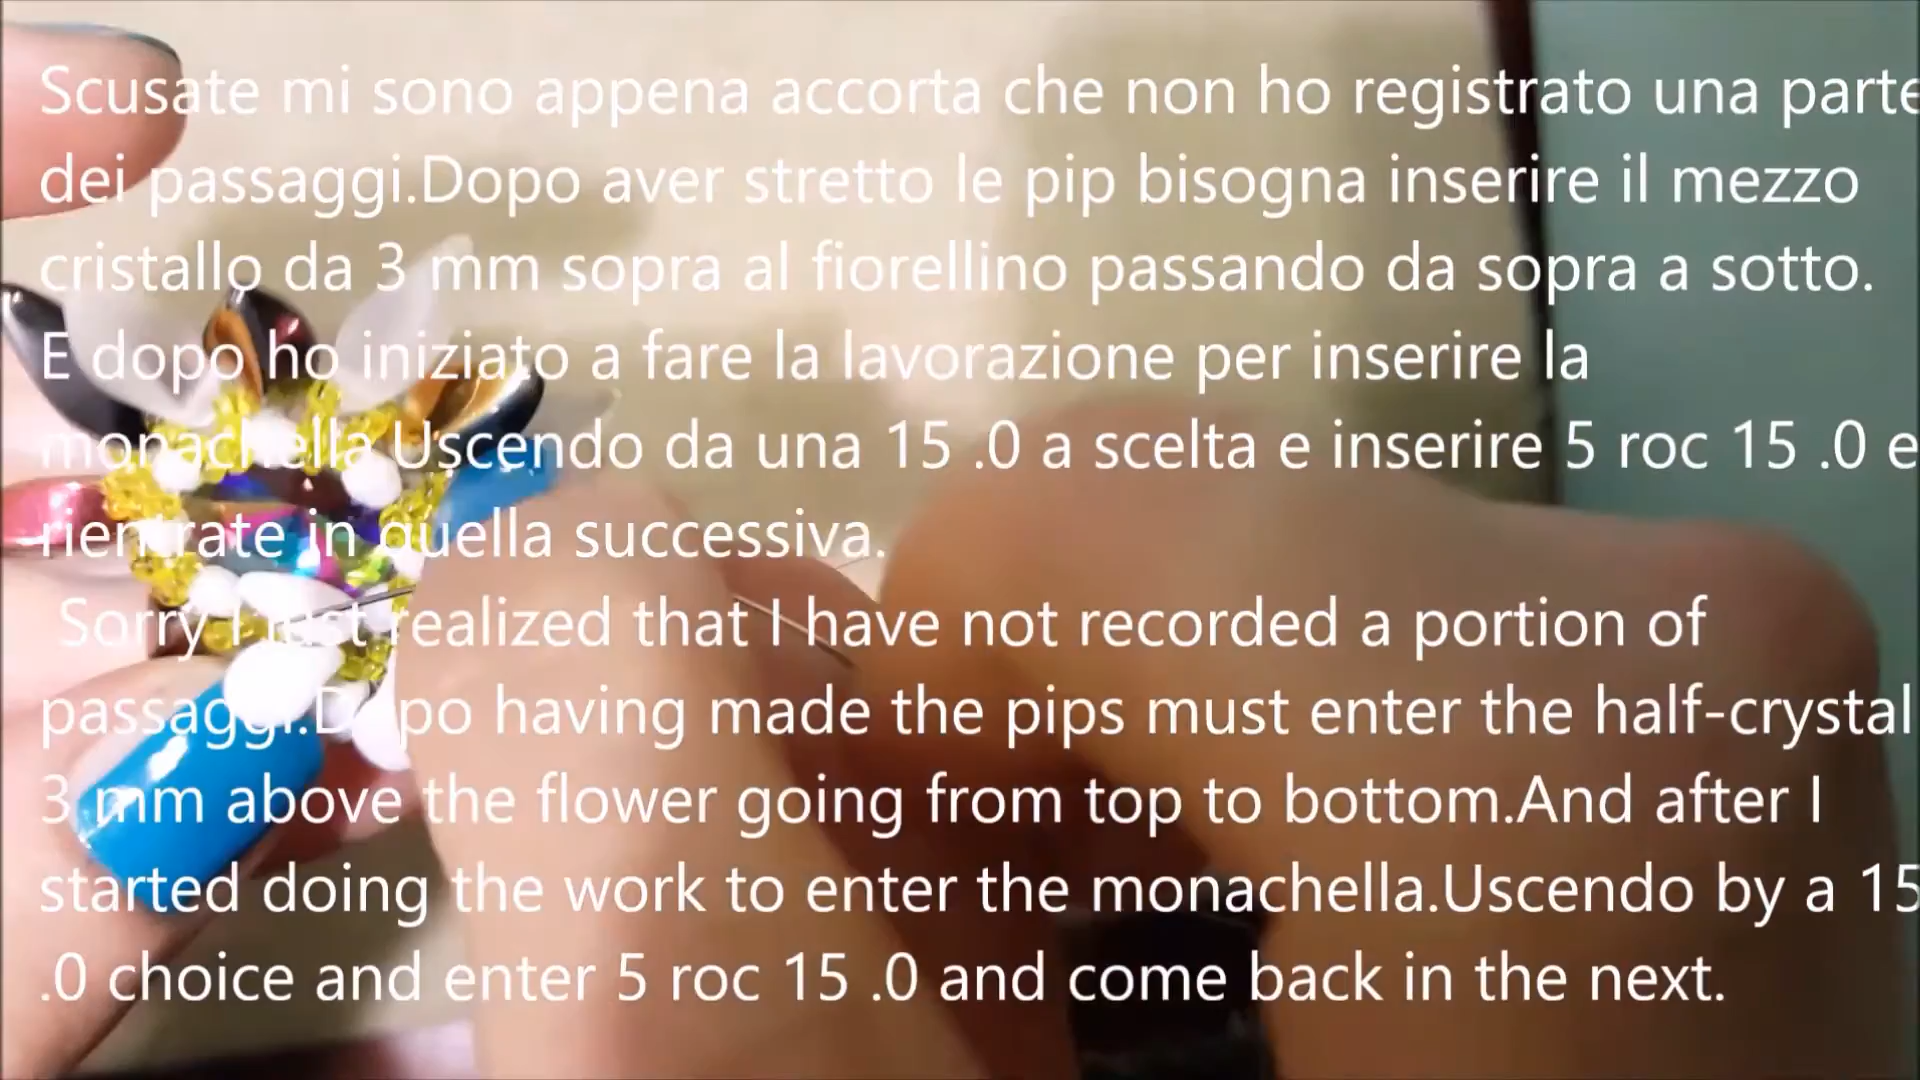 Scusate mi sono appena accorta che non ho registrato una parte
dei passaggi.Dopo aver stretto le pip bisogna inserire il mezzo
cristallo da 3 mm sopra al fiorellino passando da sopra a sotto.
E dopo ho iniziato a fare la lavorazione per inserire la
monachella.Uscendo da una 15 .0 a scelta e inserire 5 roc 15 .0 e
rientrate in quella successiva.
Sorry I just realized that I have not recorded a portion of
passaggi.Dopo having made the pips must enter the half-crystal
3 mm above the flower going from top to bottom.And after I
started doing the work to enter the monachella.Uscendo by a 15
.0 choice and enter 5 roc 15 .0 and come back in the next.